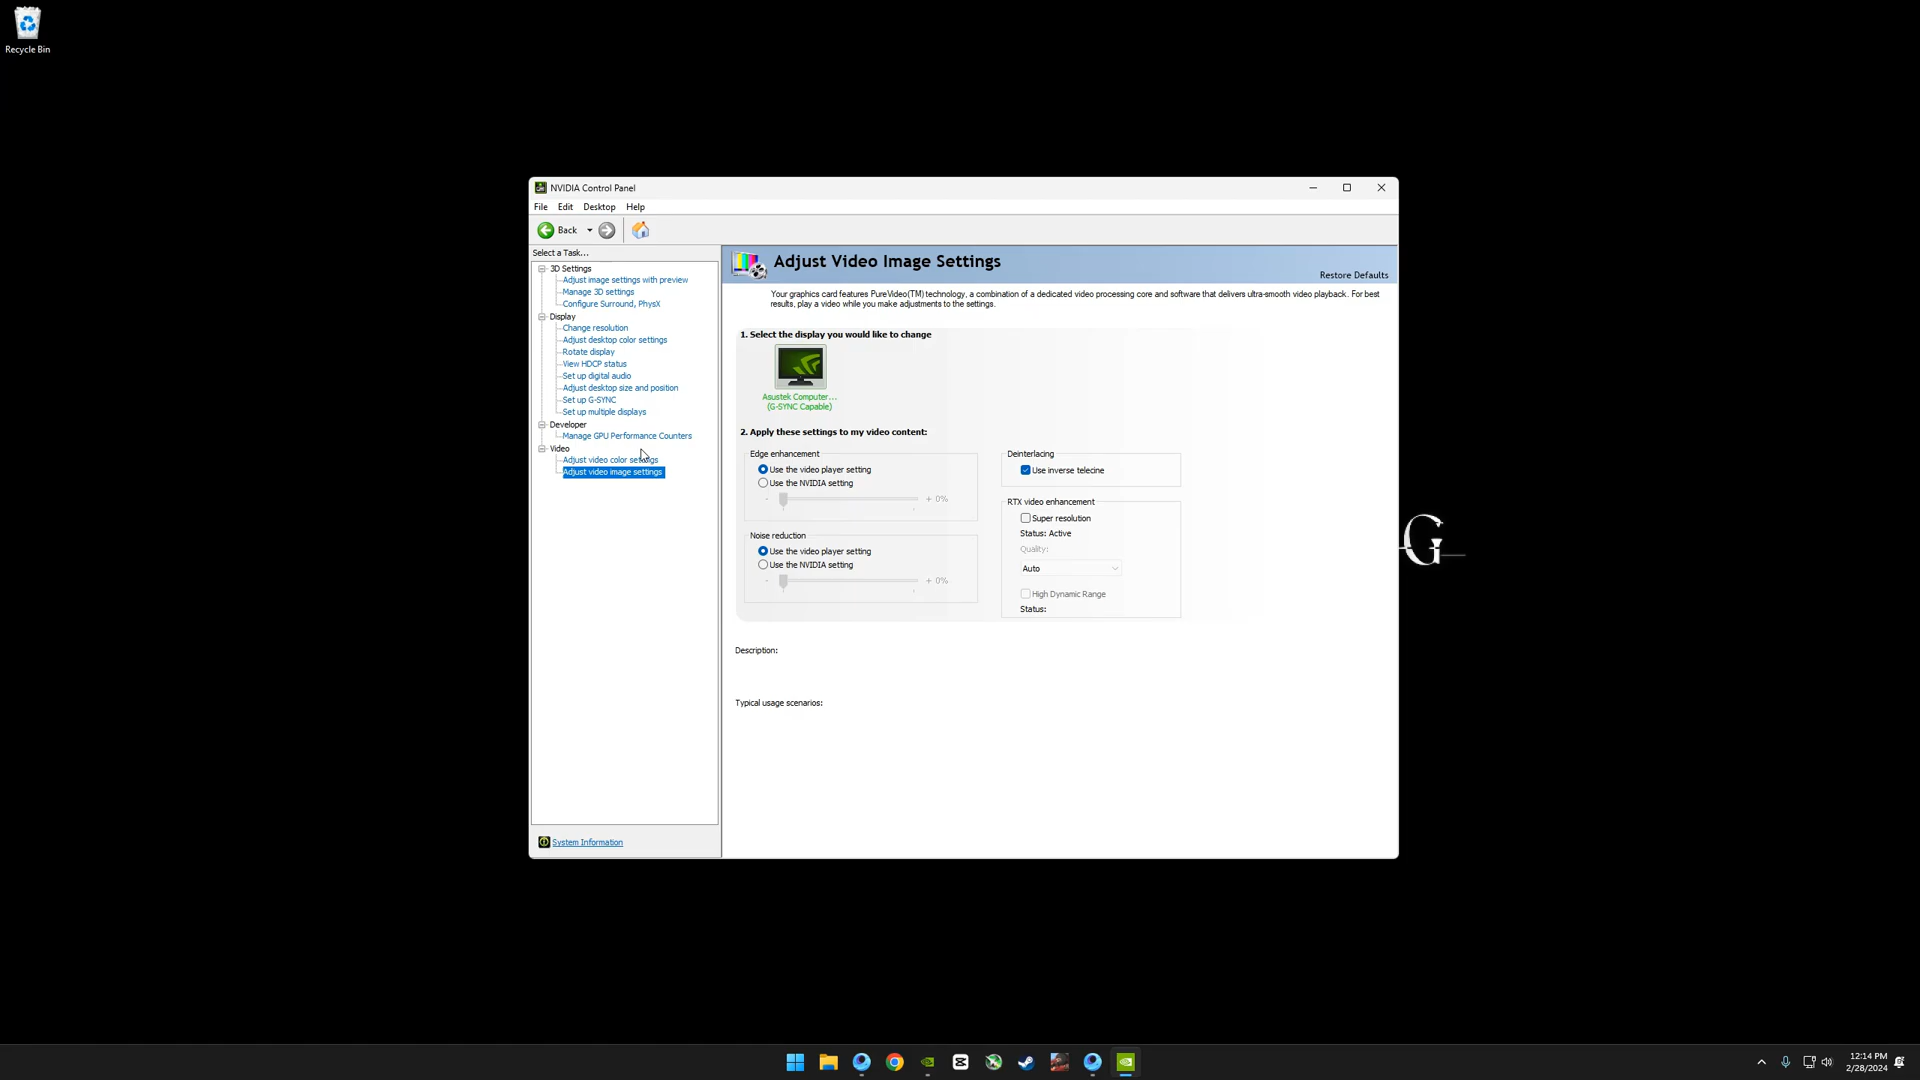 Recycle Bin
NVIDIA Control Panel
File Edit Desktop Help
Back
Select a Task...
3D Settings
Adjust image settings with preview
Manage 3D settings
Configure Surround, PhysX
Display
Change resolution
Adjust desktop color settings
Rotate display
View HDCP status
Set up digital audio
Adjust desktop size and position
Set up G-SYNC
Set up multiple displays
Developer
Manage GPU Performance Counters
Video
Adjust video color settings
Adjust video image settings
System Information
Adjust Video Image Settings
Restore Defaults
Your graphics card features PureVideo(TM) technology, a combination of a dedicated video processing core and software that delivers ultra-smooth video playback. For best
results, play a video while you make adjustments to the settings.
1. Select the display you would like to change
Asustek Computer...
(G-SYNC Capable)
2. Apply these settings to my video content:
Edge enhancement
Use the video player setting
Use the NVIDIA setting
- + 0%
Noise reduction
Use the video player setting
Use the NVIDIA setting
- + 0%
Deinterlacing
Use inverse telecine
RTX video enhancement
Super resolution
Status: Active
Quality:
Auto
High Dynamic Range
Status:
Description:
Typical usage scenarios:
G
12:14 PM
2/28/2024